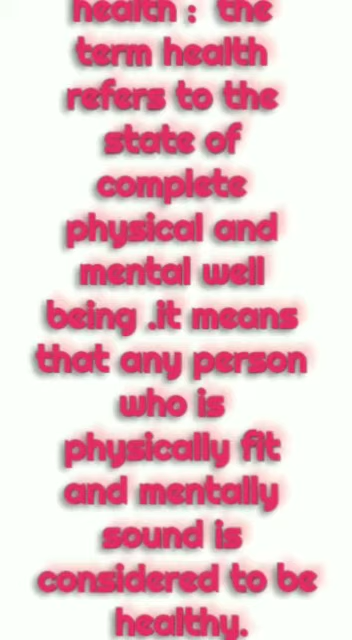 health : the
term health
refers to the
state of
complete
physical and
mental well
being .it means
that any person
who is
physically fit
and mentally
sound is
considered to be
healthy.